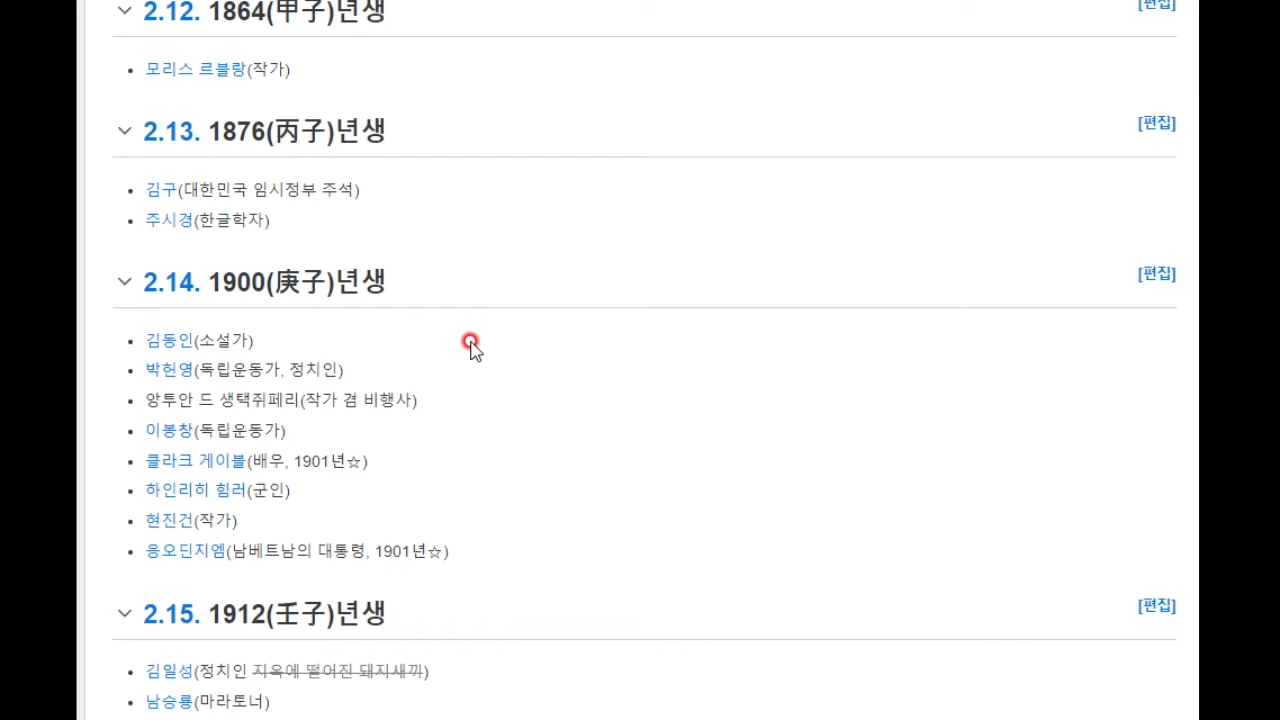 2.12. 1864(甲子)년생
[편집]
모리스 르블랑(작가)
2.13. 1876(丙子)년생
[편집]
김구(대한민국 임시정부 주석)
주시경(한글학자)
2.14. 1900(庚子)년생
[편집]
김동인(소설가)
박헌영(독립운동가, 정치인)
앙투안 드 생택쥐페리(작가 겸 비행사)
이봉창(독립운동가)
클라크 게이블(배우, 1901년☆)
하인리히 힘러(군인)
현진건(작가)
응오딘지엠(남베트남의 대통령, 1901년☆)
2.15. 1912(壬子)년생
[편집]
김일성(정치인 지옥에 떨어진 돼지새끼)
남승룡(마라토너)